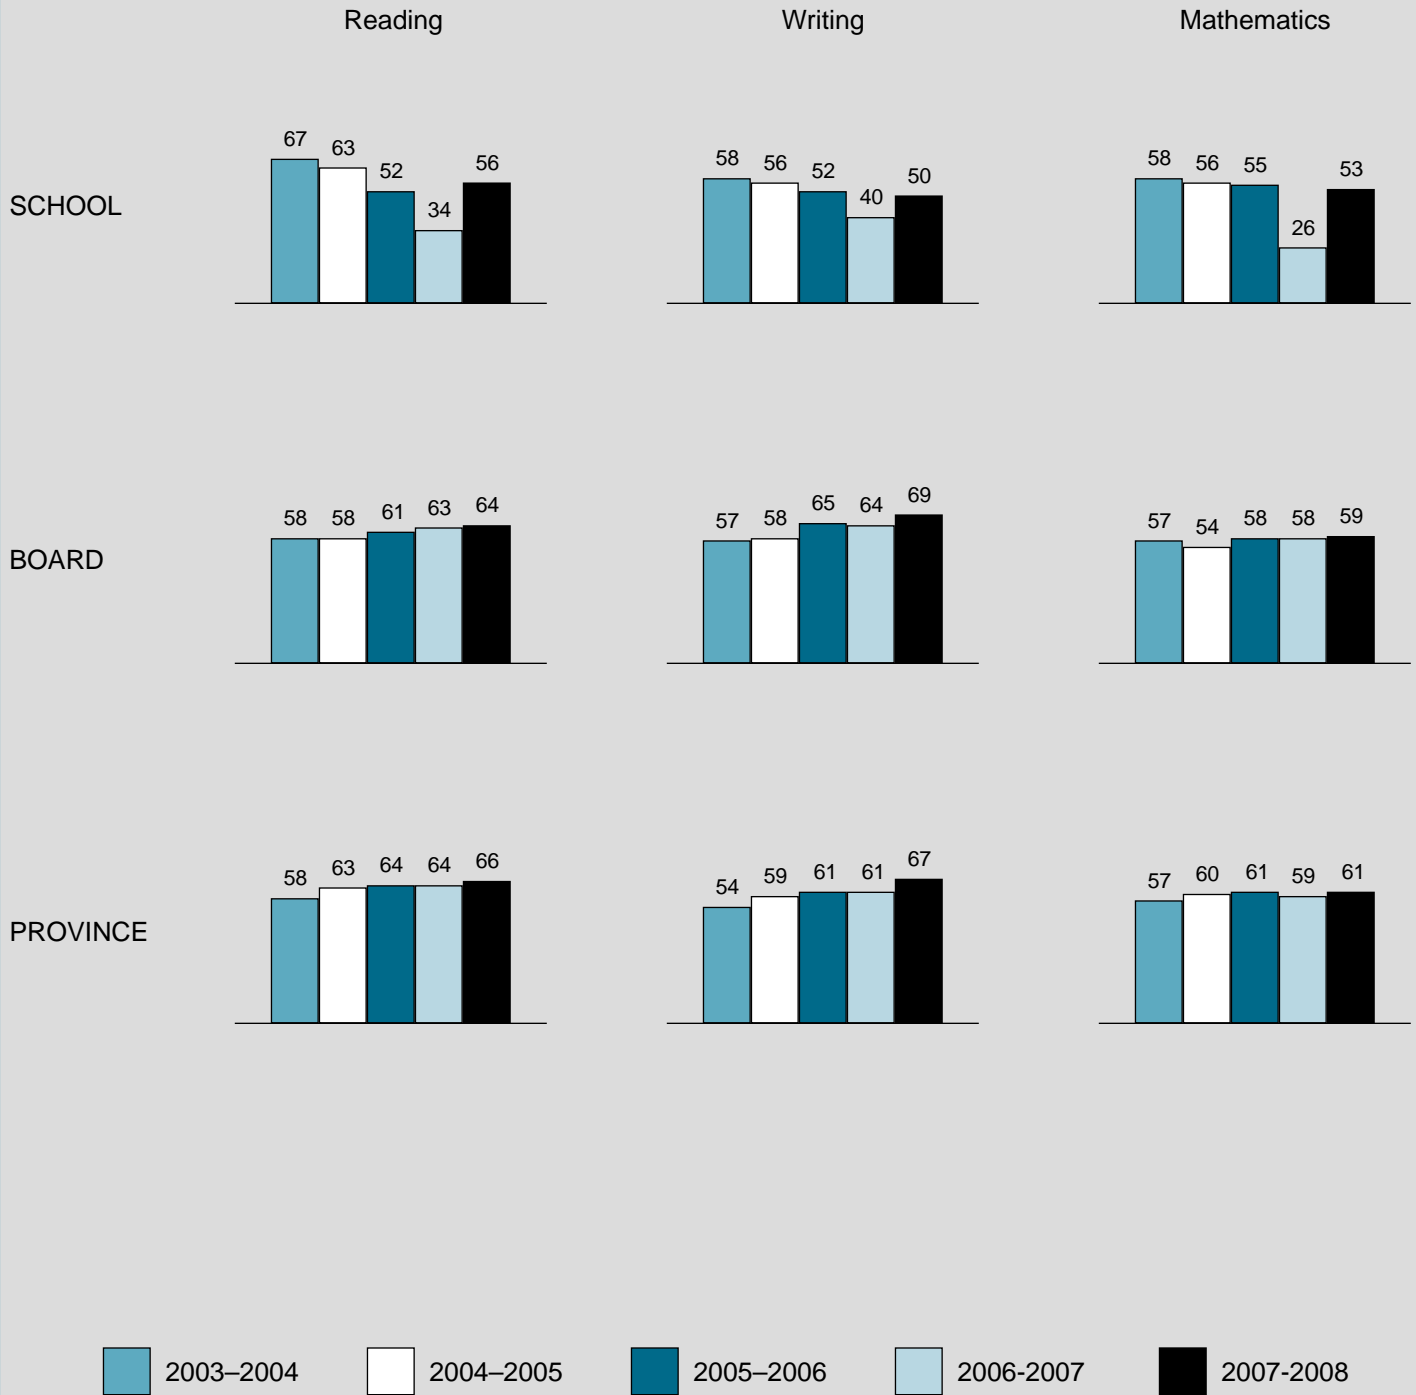 Reading Writing Mathematics
SCHOOL
67 63 52 34 56
58 56 52 40 50
58 56 55 26 53
BOARD
58 58 61 63 64
57 58 65 64 69
57 54 58 58 59
PROVINCE
58 63 64 64 66
54 59 61 61 67
57 60 61 59 61
2003–2004 2004–2005 2005–2006 2006-2007 2007-2008